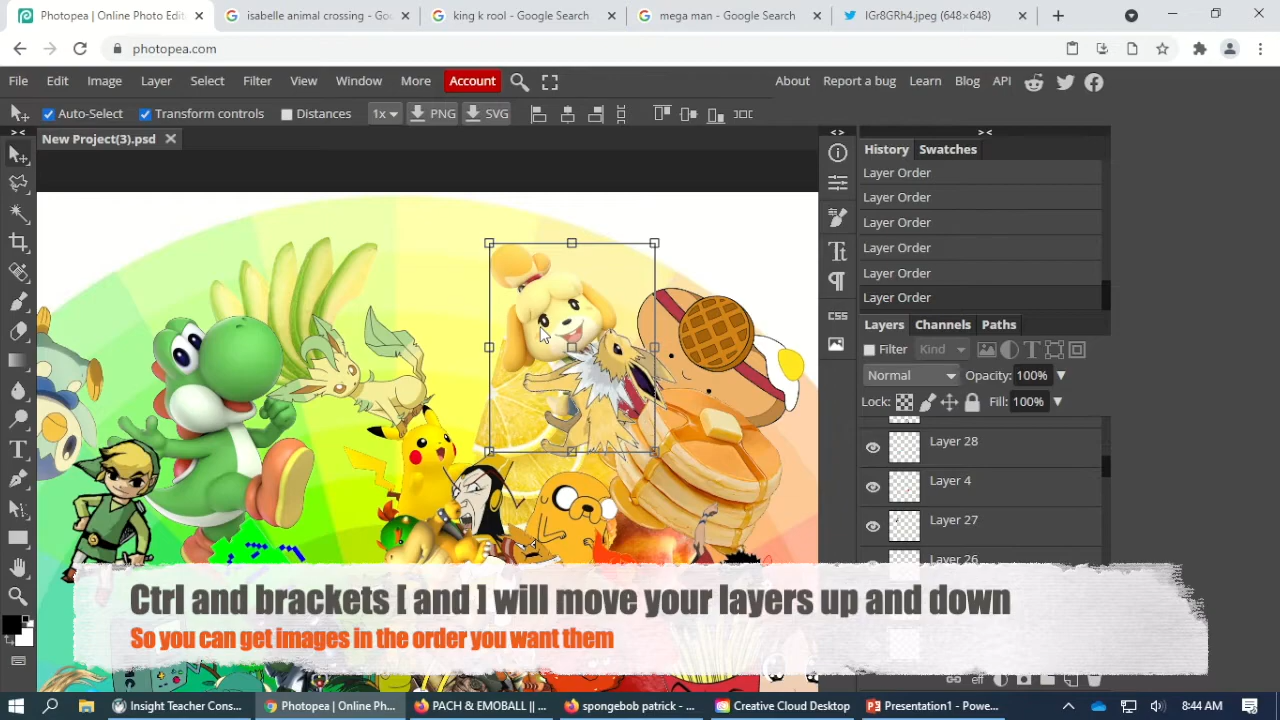 Photopea | Online Photo Edit
isabelle animal crossing - Goo
king k rool - Google Search
mega man - Google Search
IGr8GRh4.jpeg (648×648)
photopea.com
File Edit Image Layer Select Filter View Window More Account
About Report a bug Learn Blog API
Auto-Select Transform controls Distances 1x PNG SVG
New Project(3).psd
History Swatches
Layer Order
Layer Order
Layer Order
Layer Order
Layer Order
Layer Order
CSS
Layers Channels Paths
Filter Kind
Normal Opacity: 100%
Lock: Fill: 100%
Layer 28
Layer 4
Layer 27
Layer 26
Ctrl and brackets [ and ] will move your layers up and down
So you can get images in the order you want them
eff
Insight Teacher Cons...
Photopea | Online Ph...
PACH & EMOBALL || ...
spongebob patrick - ...
Creative Cloud Desktop
Presentation1 - Powe...
8:44 AM